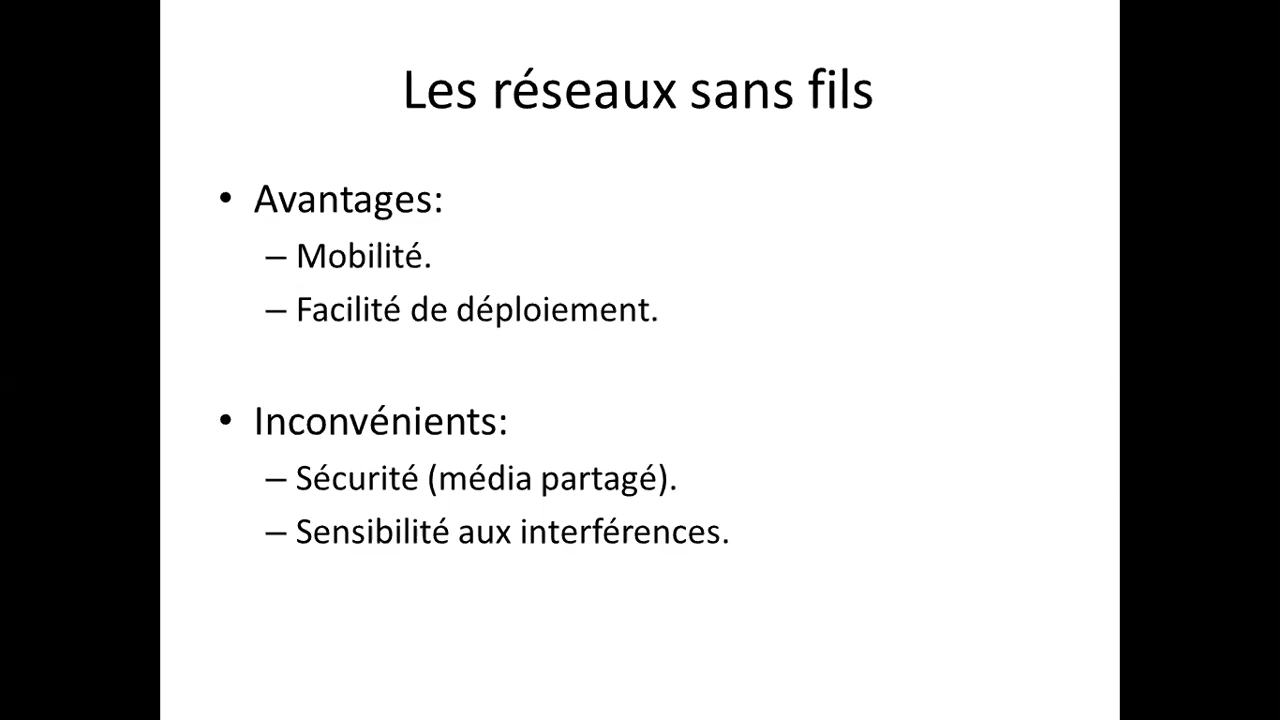 Les réseaux sans fils
• Avantages:
– Mobilité.
– Facilité de déploiement.
• Inconvénients:
– Sécurité (média partagé).
– Sensibilité aux interférences.